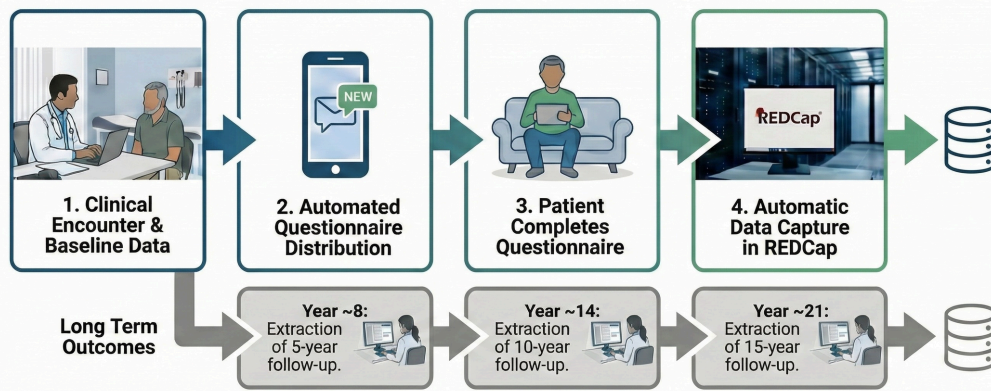 NEW
REDCap
1. Clinical
Encounter &
Baseline Data
2. Automated
Questionnaire
Distribution
3. Patient
Completes
Questionnaire
4. Automatic
Data Capture
in REDCap
Long Term
Outcomes
Year ~8:
Extraction
of 5-year
follow-up.
Year ~14:
Extraction
of 10-year
follow-up.
Year ~21:
Extraction
of 15-year
follow-up.